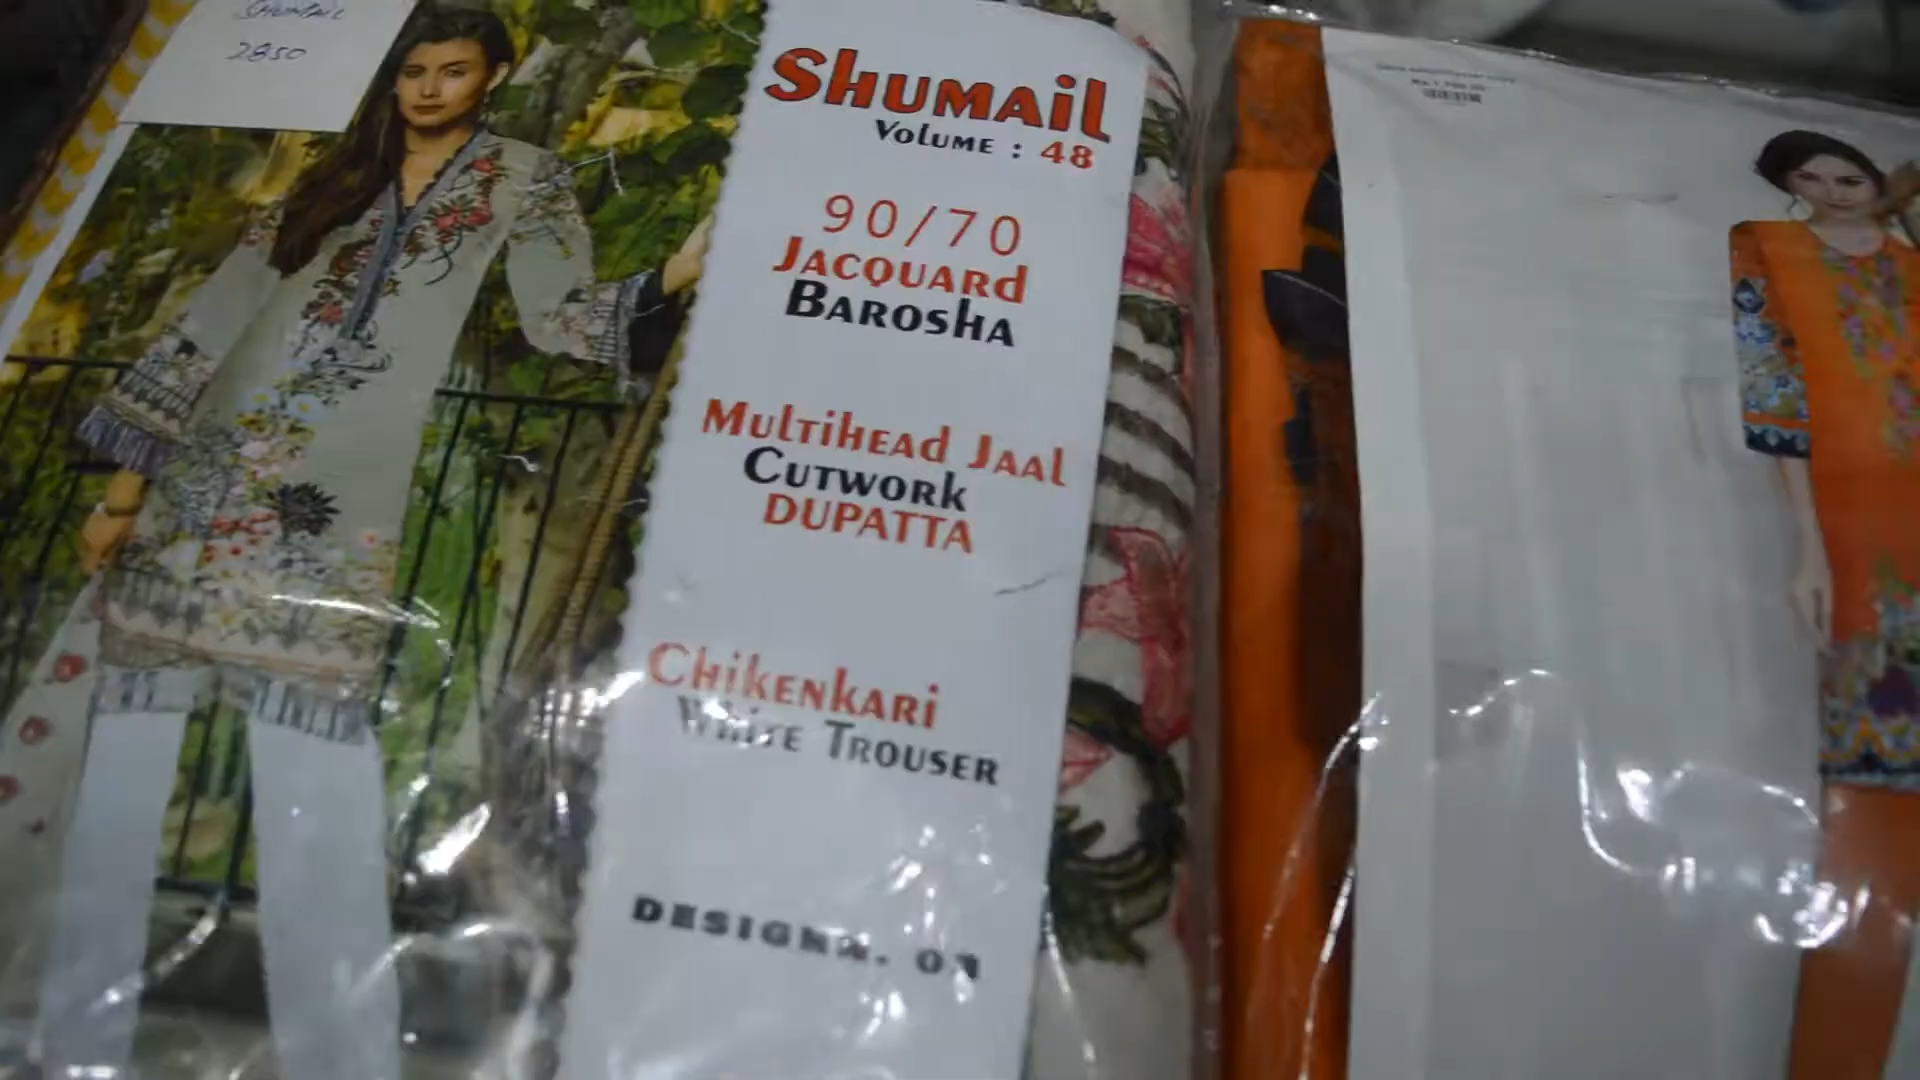 SHUMAIL
2850
SHUMAIL
VOLUME : 48
90/70
JACQUARD
BAROSHA
MULTIHEAD JAAL
CUTWORK
DUPATTA
CHIKENKARI
WHITE TROUSER